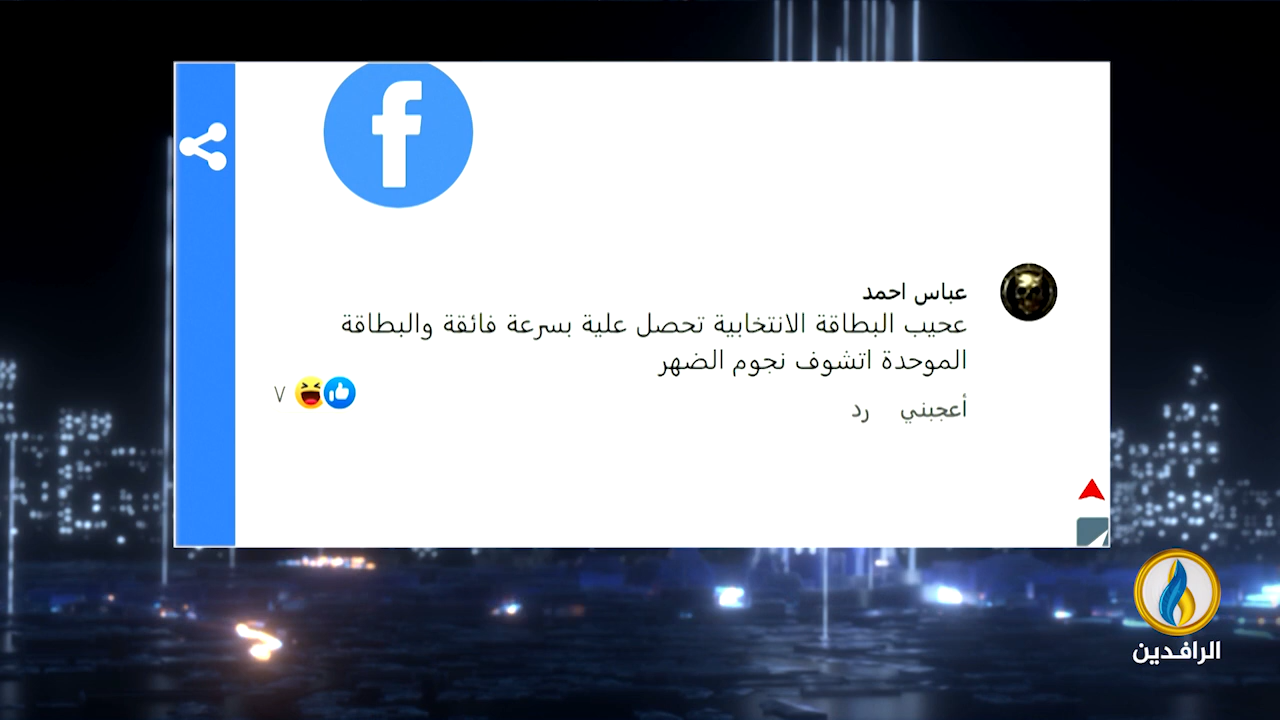 عباس احمد
عجيب البطاقة الانتخابية تحصل علية بسرعة فائقة والبطاقة
الموحدة اتشوف نجوم الضهر
٧
أعجبني رد
الرافدين